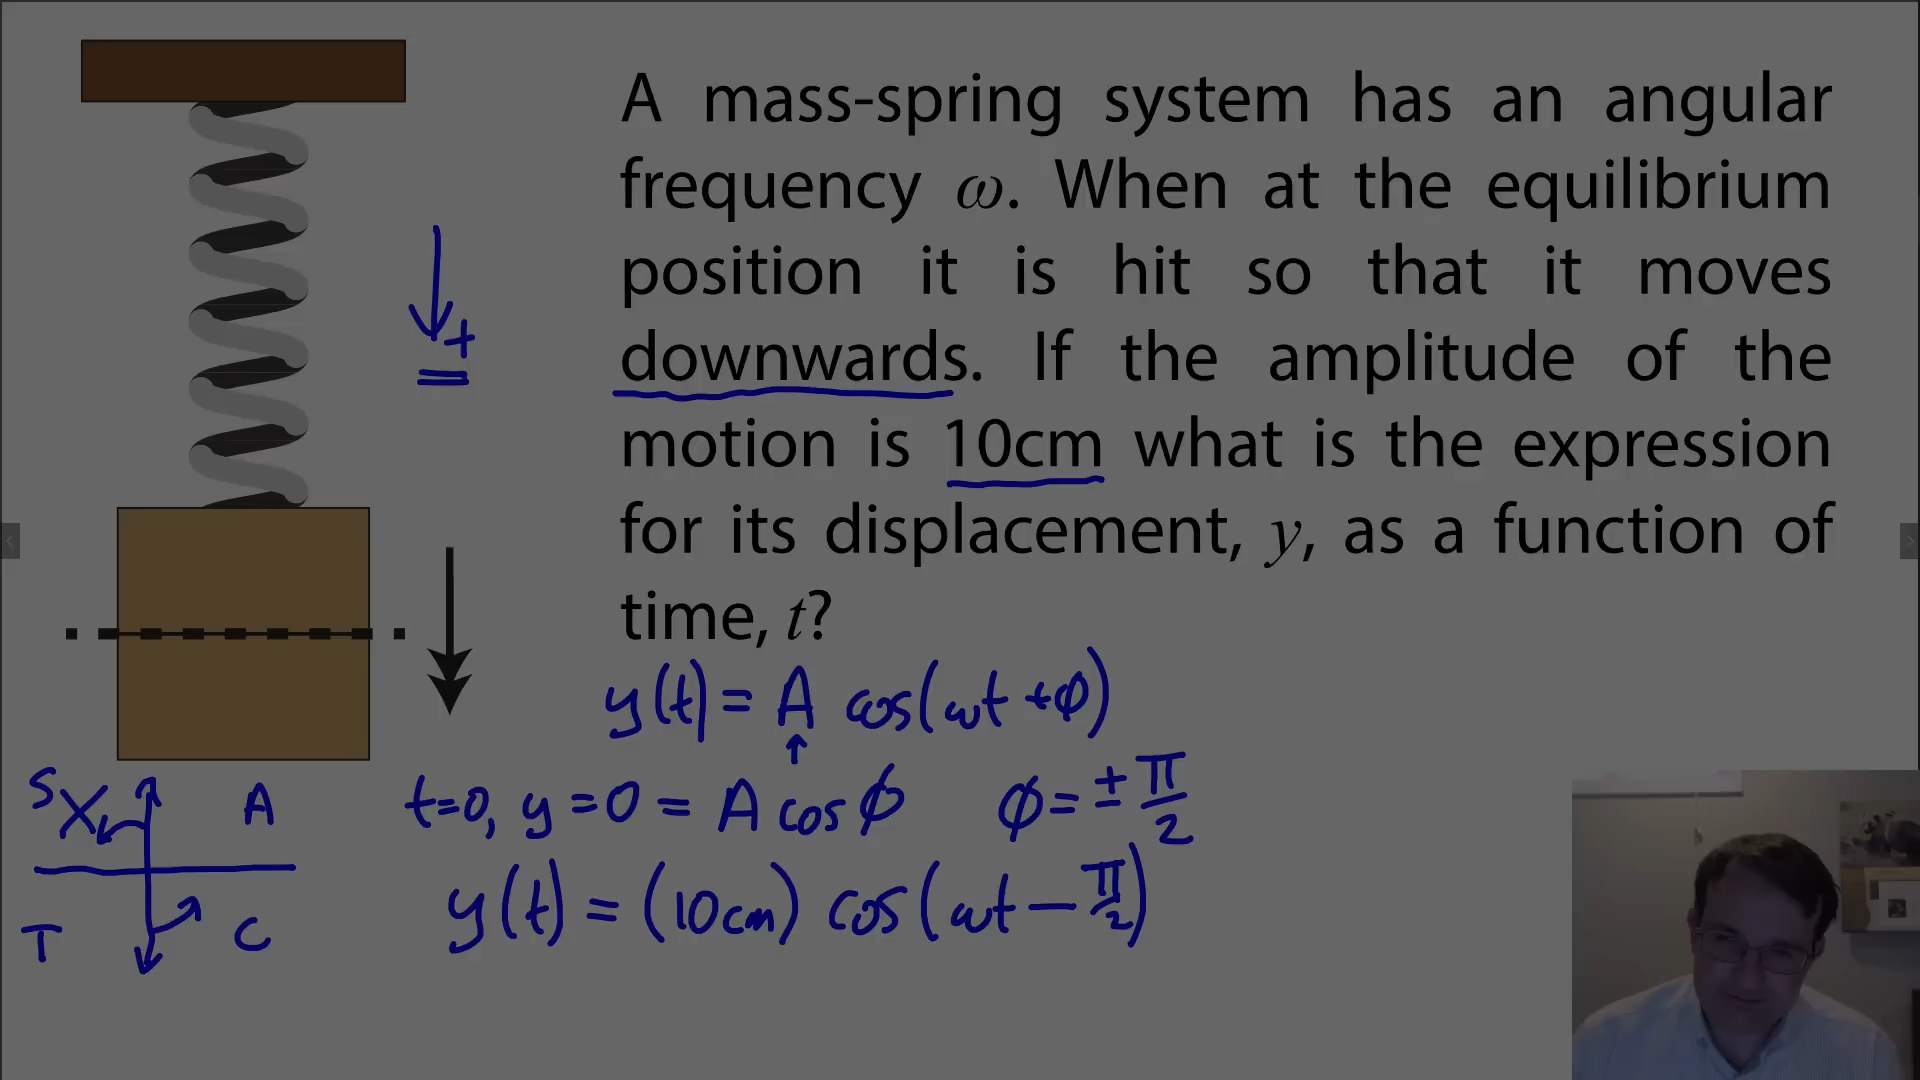 A mass-spring system has an angular
frequency ω. When at the equilibrium
position it is hit so that it moves
downwards. If the amplitude of the
motion is 10cm what is the expression
for its displacement, y, as a function of
time, t?
+
y(t) = A cos(ωt + φ)
t=0, y = 0 = A cos φ φ = ± π/2
y(t) = (10cm) cos(ωt − π/2)
S A
T C